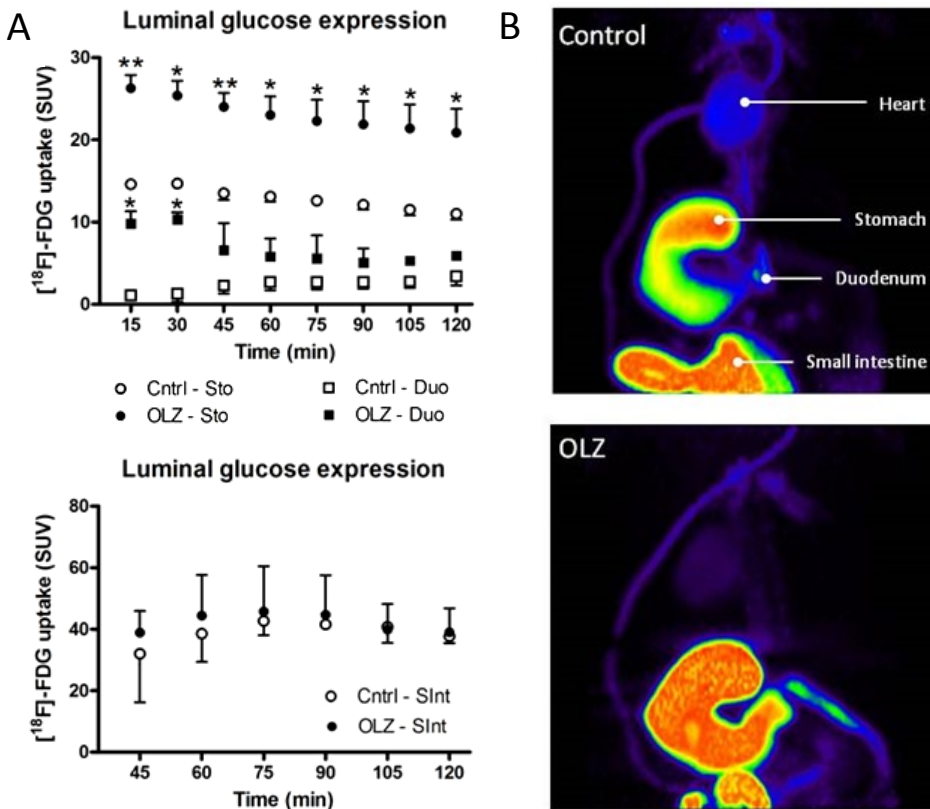 A
Luminal glucose expression
[¹⁸F]-FDG uptake (SUV)
30
20
10
0
** * ** * * * * *
* *
15 30 45 60 75 90 105 120
Time (min)
Cntrl - Sto
OLZ - Sto
Cntrl - Duo
OLZ - Duo
Luminal glucose expression
[¹⁸F]-FDG uptake (SUV)
80
60
40
20
0
Cntrl - SInt
OLZ - SInt
45 60 75 90 105 120
Time (min)
B
Control
Heart
Stomach
Duodenum
Small intestine
OLZ